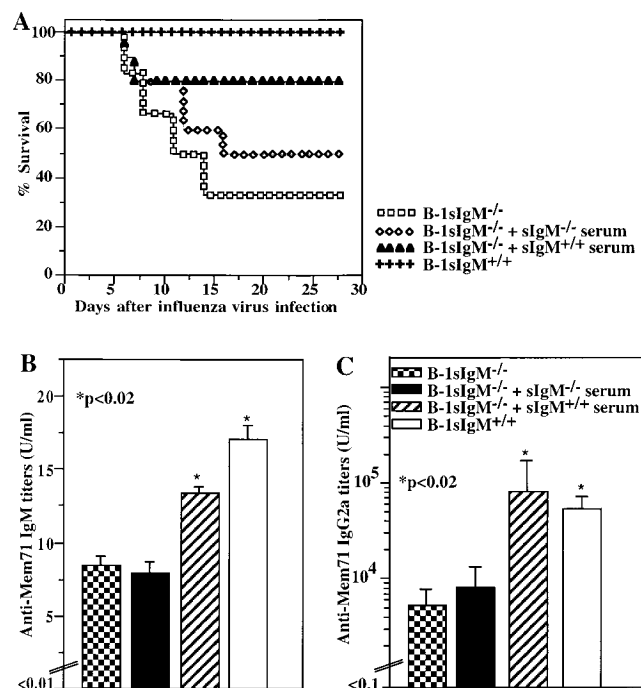 A
100
80
60
40
20
0
% Survival
0 5 10 15 20 25 30
Days after influenza virus infection
B-1sIgM-/-
B-1sIgM-/- + sIgM-/- serum
B-1sIgM-/- + sIgM+/+ serum
B-1sIgM+/+
B
*p<0.02
Anti-Mem71 IgM titers (U/ml)
20
15
10
5
<0.01
*
*
C
B-1sIgM-/-
B-1sIgM-/- + sIgM-/- serum
B-1sIgM-/- + sIgM+/+ serum
B-1sIgM+/+
*p<0.02
Anti-Mem71 IgG2a titers (U/ml)
10^5
10^4
<0.1
*
*